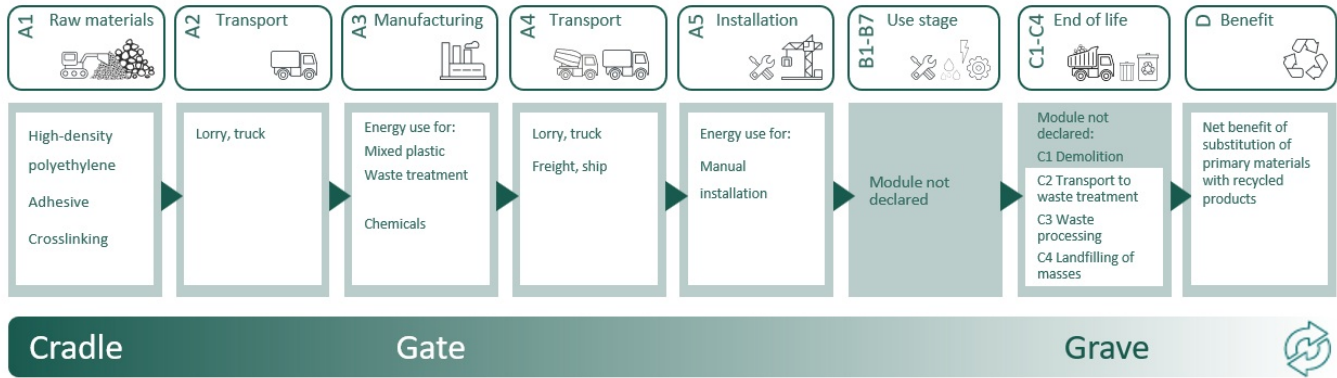 A1 Raw materials
A2 Transport
A3 Manufacturing
A4 Transport
A5 Installation
B1-B7 Use stage
C1-C4 End of life
D Benefit
High-density
polyethylene
Adhesive
Crosslinking
Lorry, truck
Energy use for:
Mixed plastic
Waste treatment
Chemicals
Lorry, truck
Freight, ship
Energy use for:
Manual
installation
Module not
declared
Module not
declared:
C1 Demolition
C2 Transport to
waste treatment
C3 Waste
processing
C4 Landfilling of
masses
Net benefit of
substitution of
primary materials
with recycled
products
Cradle
Gate
Grave